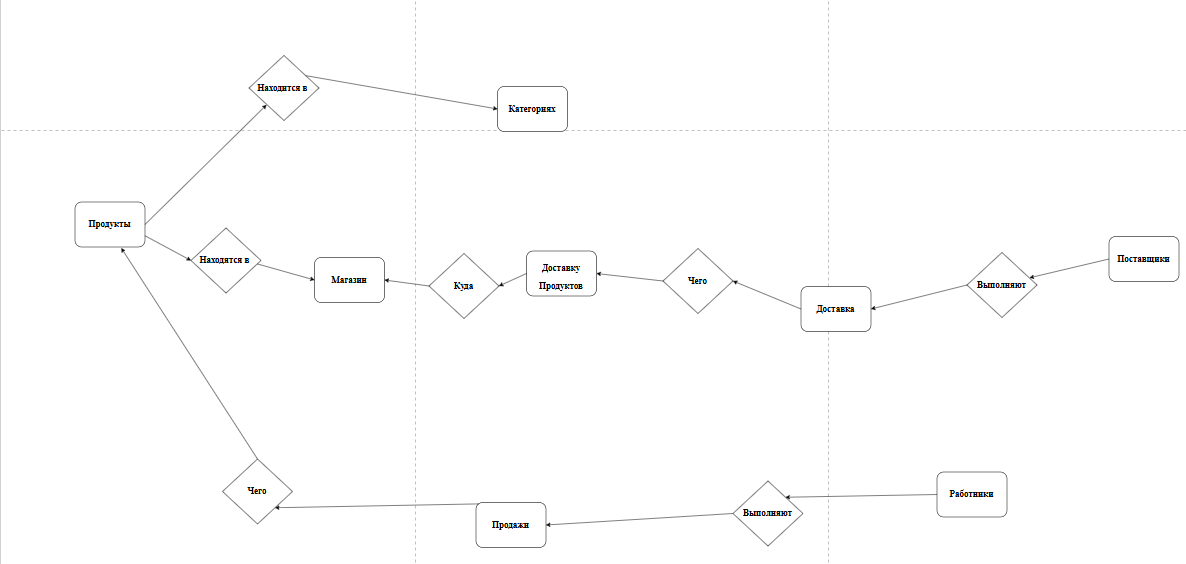 Находится в
Категориях
Продукты
Находятся в
Магазин
Куда
Доставку
Продуктов
Чего
Доставка
Выполняют
Поставщики
Чего
Продажи
Выполняют
Работники